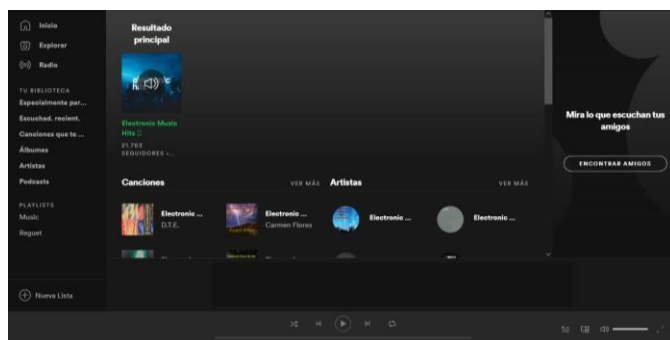 Inicio
Explorar
Radio
TU BIBLIOTECA
Especialmente par...
Escuchad. recient.
Canciones que te ...
Álbumes
Artistas
Podcasts
PLAYLISTS
Music
Reguet
Nueva Lista
Resultado
principal
Electronic Music
Hits
21,763
SEGUIDORES •...
Canciones
VER MÁS
Electronic ...
D.T.E.
Electronic ...
Carmen Flores
Artistas
VER MÁS
Electronic ...
Electronic ...
Mira lo que escuchan tus
amigos
ENCONTRAR AMIGOS